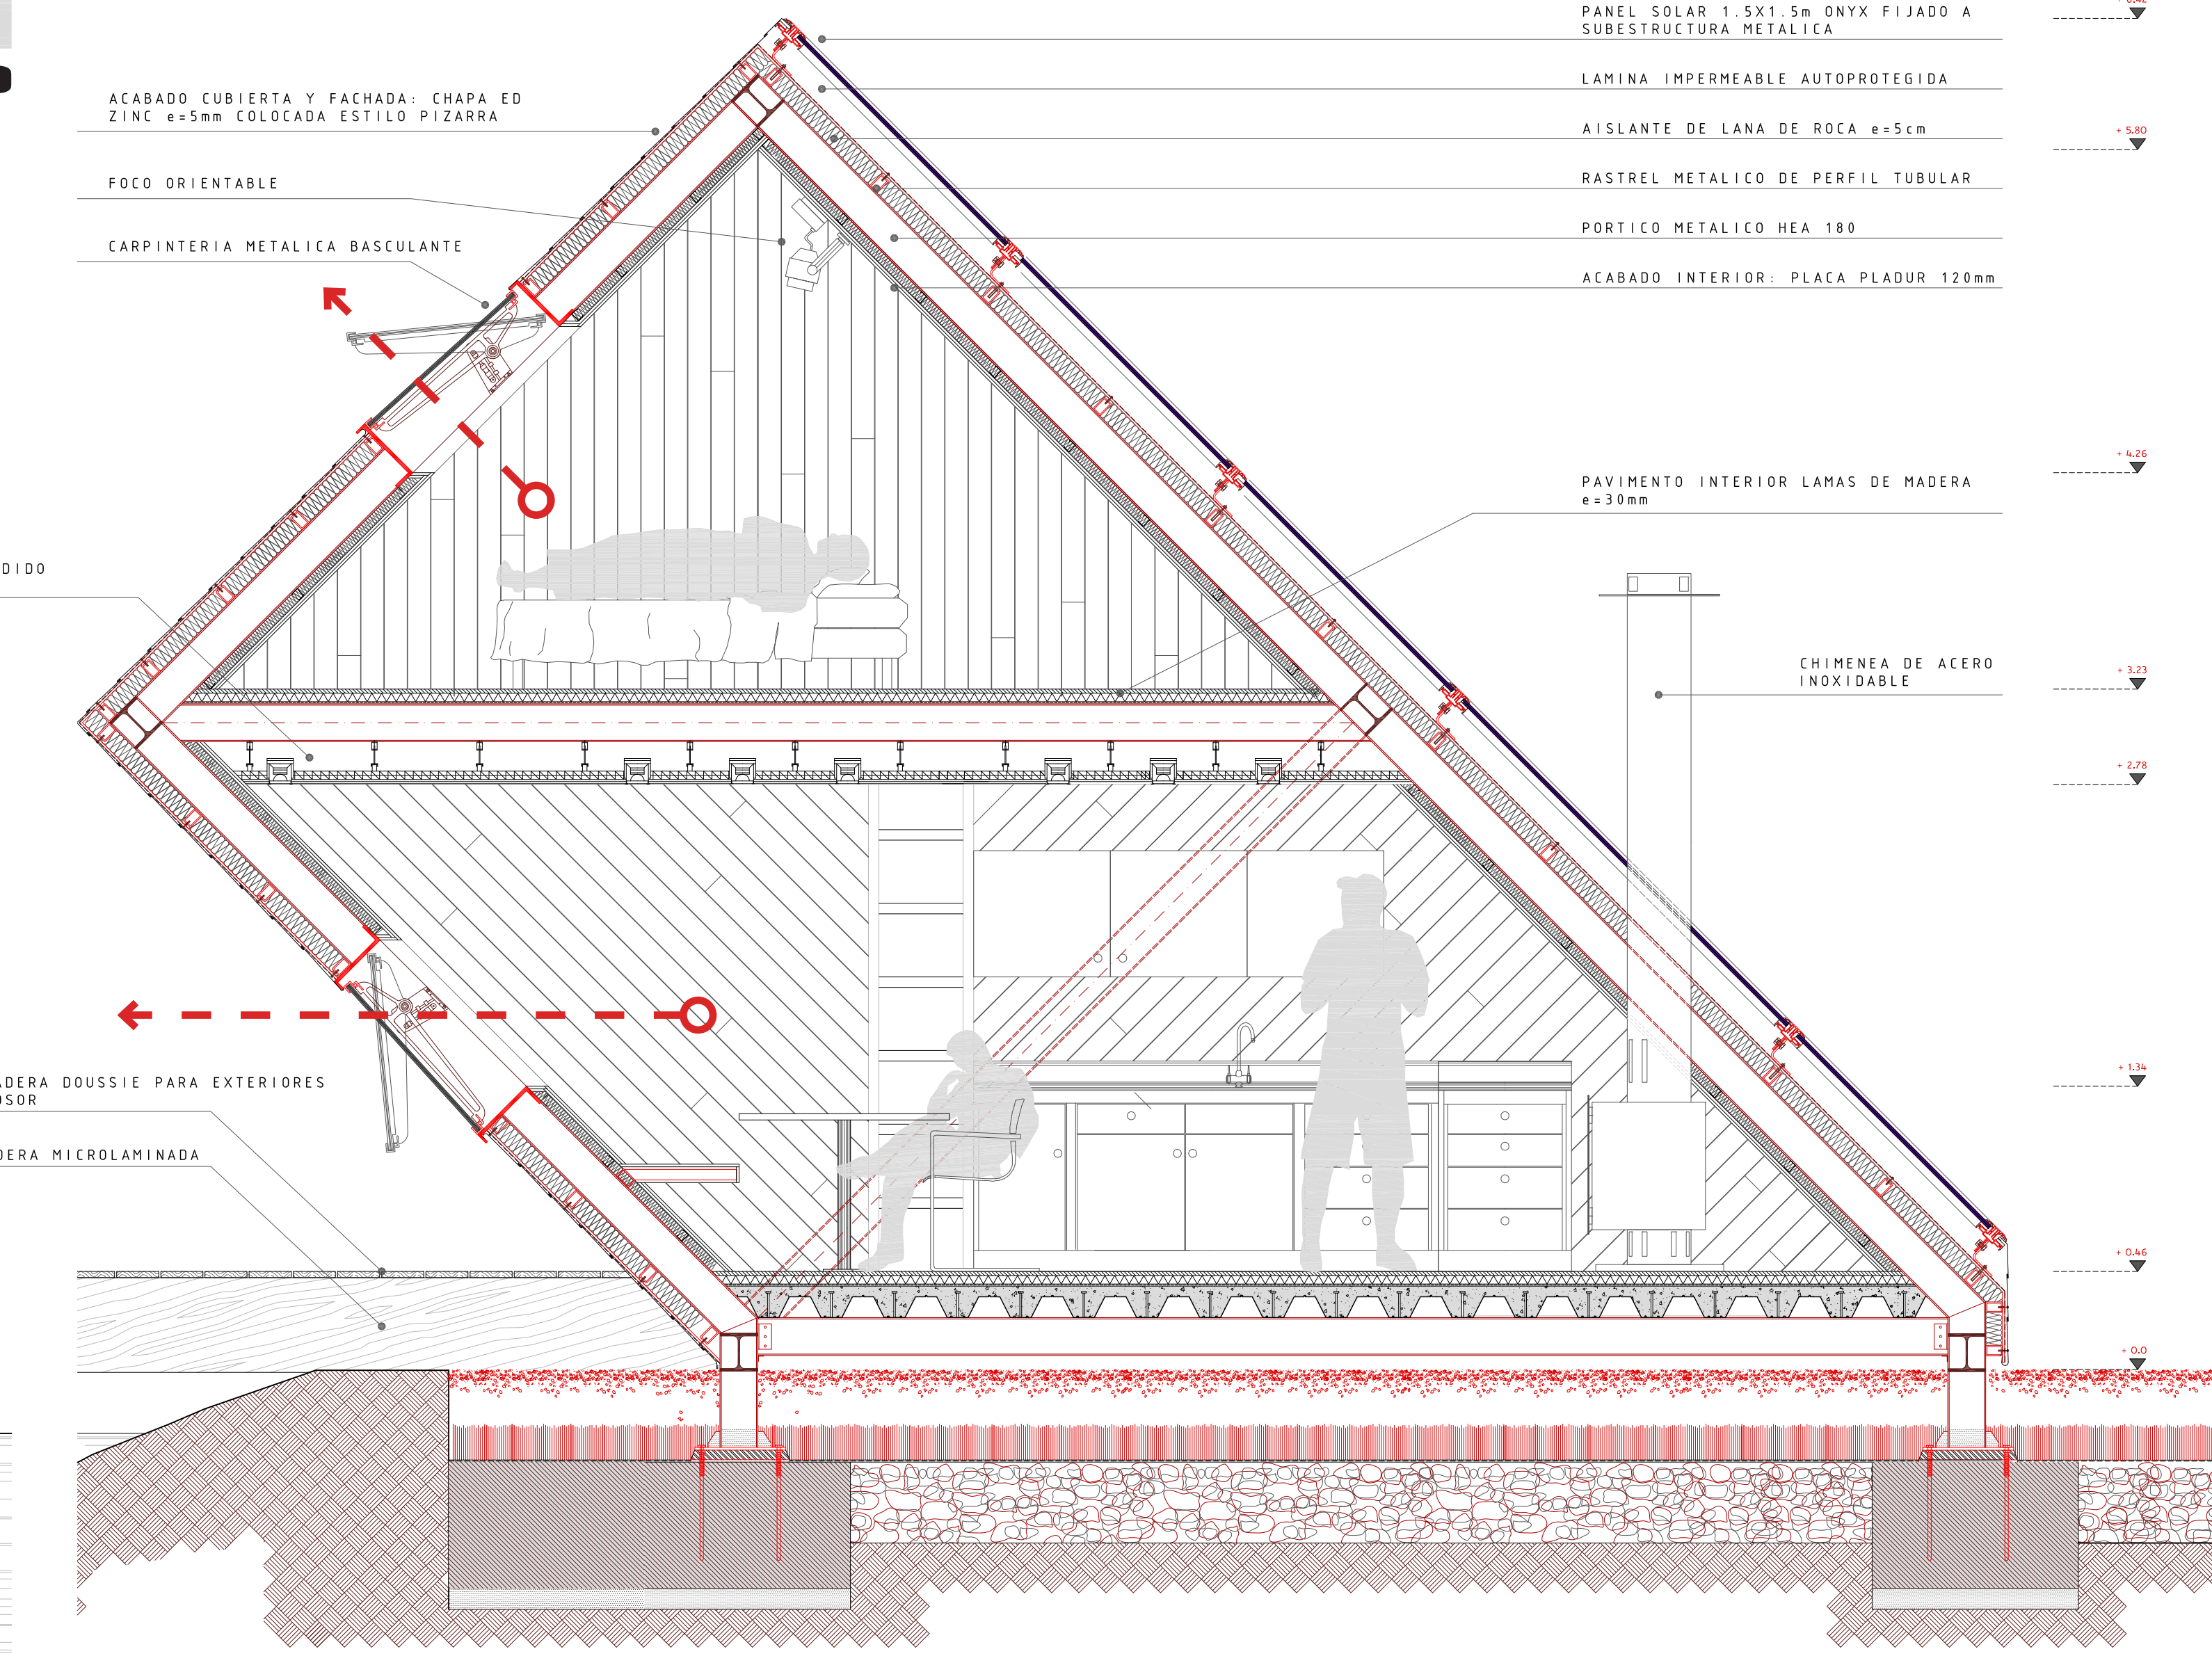 ACABADO CUBIERTA Y FACHADA: CHAPA ED
ZINC e=5mm COLOCADA ESTILO PIZARRA
FOCO ORIENTABLE
CARPINTERIA METALICA BASCULANTE
DIDO
ADERA DOUSSIE PARA EXTERIORES
OSOR
DERA MICROLAMINADA
PANEL SOLAR 1.5X1.5m ONYX FIJADO A
SUBESTRUCTURA METALICA
LAMINA IMPERMEABLE AUTOPROTEGIDA
AISLANTE DE LANA DE ROCA e=5cm
RASTREL METALICO DE PERFIL TUBULAR
PORTICO METALICO HEA 180
ACABADO INTERIOR: PLACA PLADUR 120mm
PAVIMENTO INTERIOR LAMAS DE MADERA
e=30mm
CHIMENEA DE ACERO
INOXIDABLE
+ 5.80
+ 4.26
+ 3.23
+ 2.78
+ 1.34
+ 0.46
+ 0.0